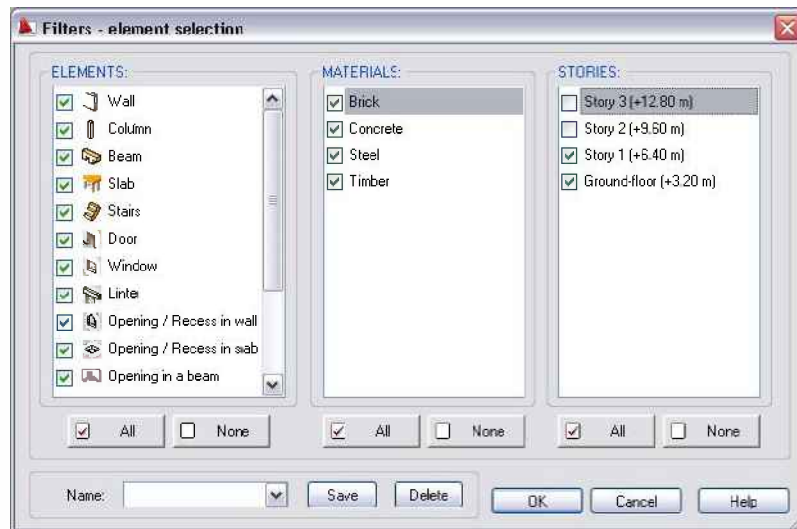 Filters - element selection
ELEMENTS:
Wall
Column
Beam
Slab
Stairs
Door
Window
Linte
Opening / Recess in wall
Opening / Recess in slab
Opening in a beam
All None
MATERIALS:
Brick
Concrete
Steel
Timber
All None
STORIES:
Story 3 (+12.80 m)
Story 2 (+9.60 m)
Story 1 (+6.40 m)
Ground-floor (+3.20 m)
All None
Name: Save Delete OK Cancel Help